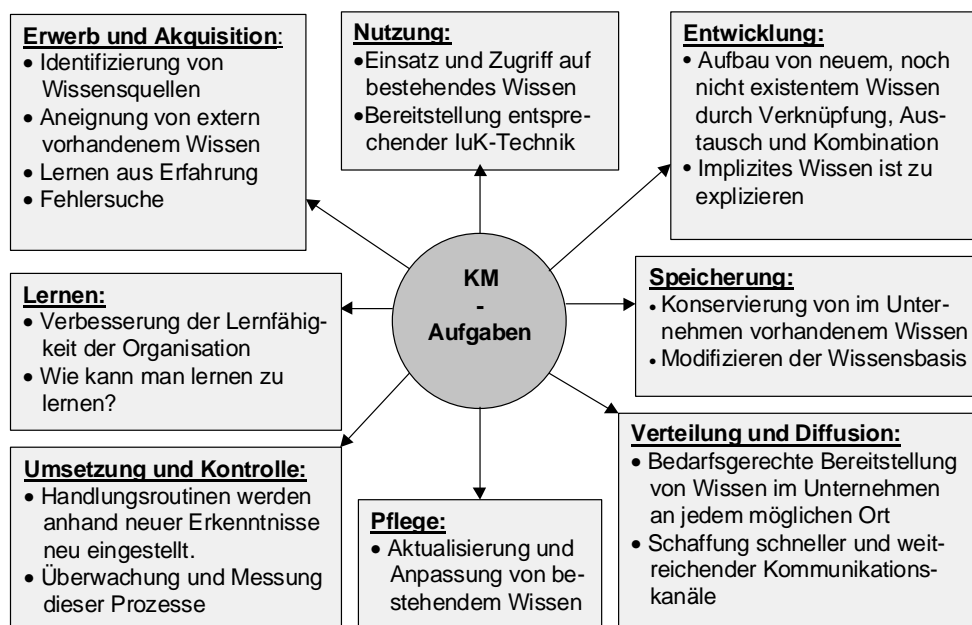 Erwerb und Akquisition:
• Identifizierung von
Wissensquellen
• Aneignung von extern
vorhandenem Wissen
• Lernen aus Erfahrung
• Fehlersuche
Nutzung:
•Einsatz und Zugriff auf
bestehendes Wissen
•Bereitstellung entspre-
chender IuK-Technik
Entwicklung:
• Aufbau von neuem, noch
nicht existentem Wissen
durch Verknüpfung, Aus-
tausch und Kombination
• Implizites Wissen ist zu
explizieren
KM
-
Aufgaben
Lernen:
• Verbesserung der Lernfähig-
keit der Organisation
• Wie kann man lernen zu
lernen?
Speicherung:
• Konservierung von im Unter-
nehmen vorhandenem Wissen
• Modifizieren der Wissensbasis
Umsetzung und Kontrolle:
• Handlungsroutinen werden
anhand neuer Erkenntnisse
neu eingestellt.
• Überwachung und Messung
dieser Prozesse
Pflege:
• Aktualisierung und
Anpassung von be-
stehendem Wissen
Verteilung und Diffusion:
• Bedarfsgerechte Bereitstellung
von Wissen im Unternehmen
an jedem möglichen Ort
• Schaffung schneller und weit-
reichender Kommunikations-
kanäle